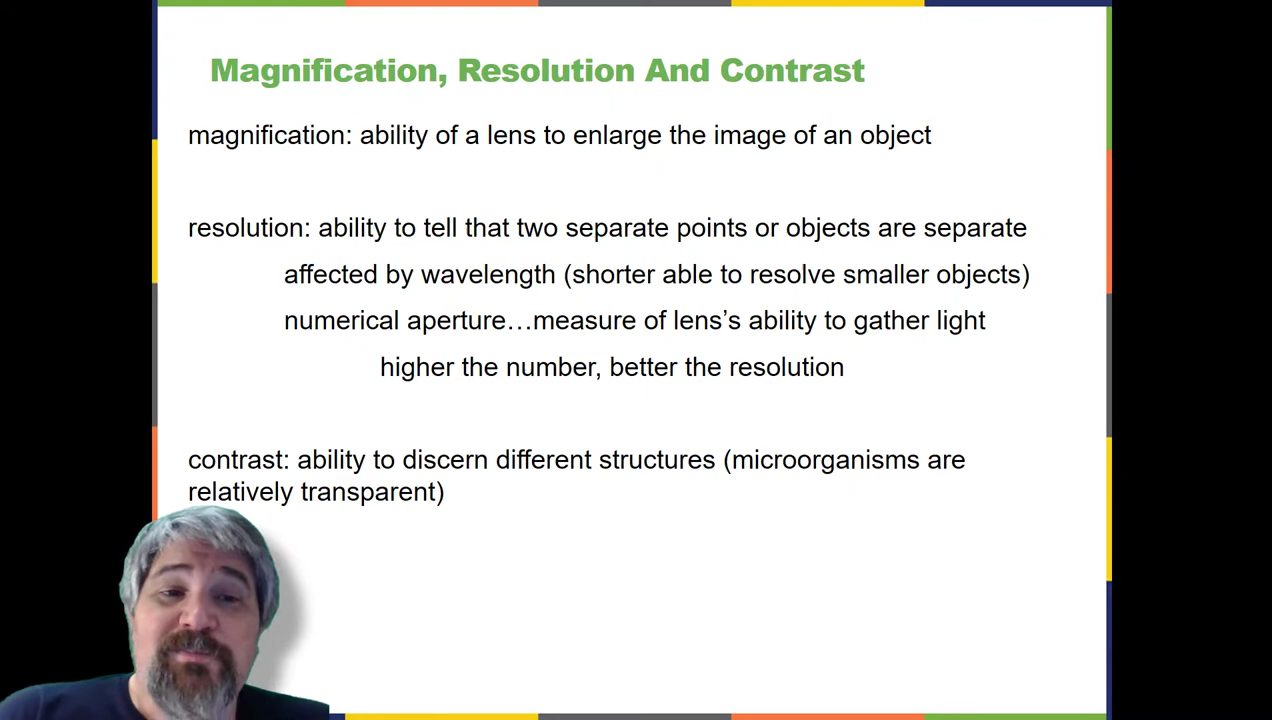 Magnification, Resolution And Contrast
magnification: ability of a lens to enlarge the image of an object
resolution: ability to tell that two separate points or objects are separate
affected by wavelength (shorter able to resolve smaller objects)
numerical aperture…measure of lens’s ability to gather light
higher the number, better the resolution
contrast: ability to discern different structures (microorganisms are
relatively transparent)